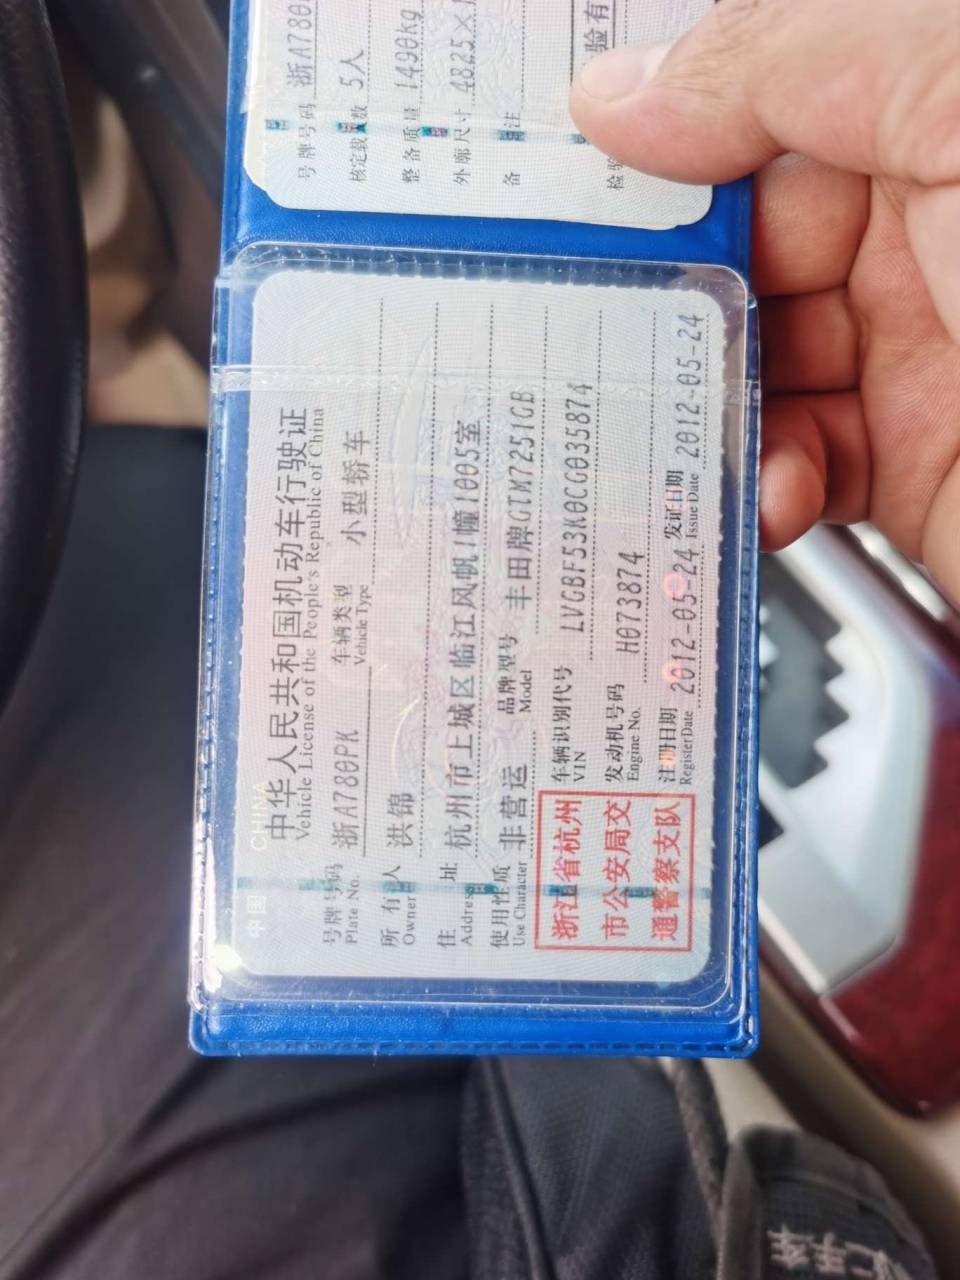 中国 CHINA
中华人民共和国机动车行驶证
Vehicle License of the People's Republic of China
号牌号码 浙A780PK 车辆类型 小型轿车
Plate No. Vehicle Type
所有人 洪锦
Owner
住址 杭州市上城区临江风帆1幢1005室
Address
使用性质 非营运 品牌型号 丰田牌GTM7251GB
Use Character Model
浙江省杭州
市公安局交
通警察支队
车辆识别代号 LVGBF53K0CG035874
VIN
发动机号码 H073874
Engine No.
注册日期 2012-05-24 发证日期 2012-05-24
Register Date Issue Date
号牌号码 浙A780
核定载人数 5人
整备质量 1490kg
外廓尺寸 4825×1
备注
检验 验有